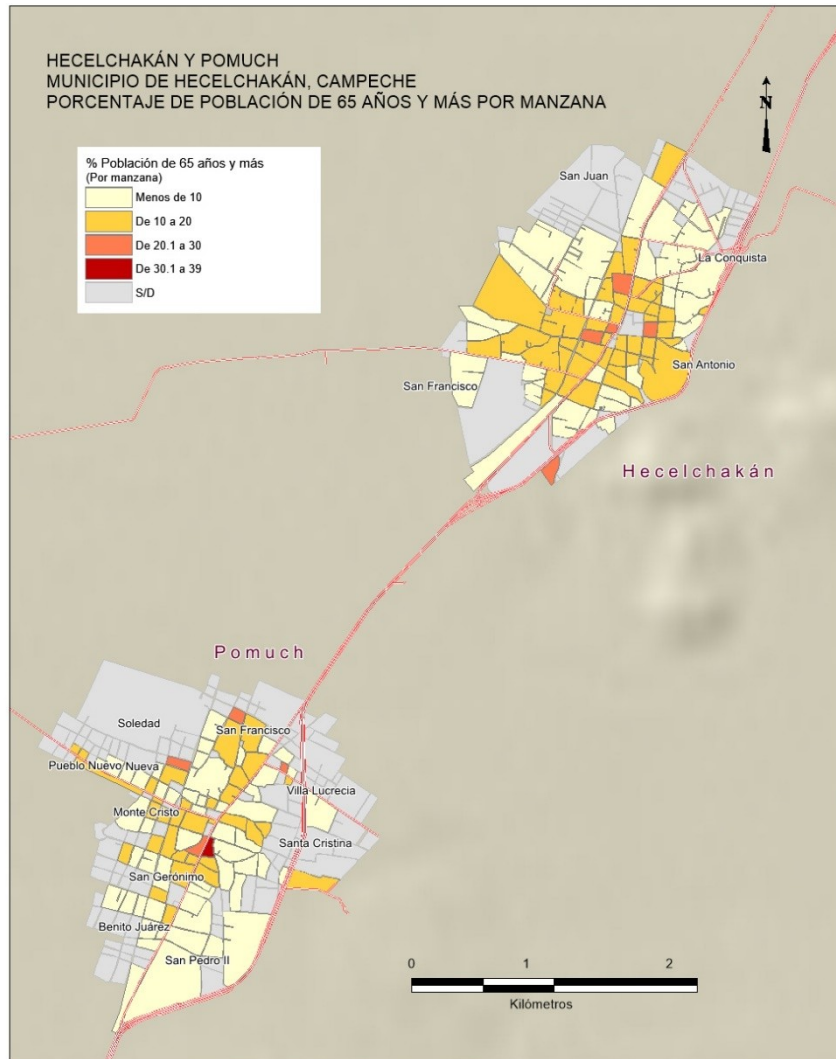 HECELCHAKÁN Y POMUCH
MUNICIPIO DE HECELCHAKÁN, CAMPECHE
PORCENTAJE DE POBLACIÓN DE 65 AÑOS Y MÁS POR MANZANA
N
% Población de 65 años y más
(Por manzana)
Menos de 10
De 10 a 20
De 20.1 a 30
De 30.1 a 39
S/D
San Juan
La Conquista
San Antonio
San Francisco
Hecelchakán
Pomuch
Soledad
San Francisco
Pueblo Nuevo Nueva
Villa Lucrecia
Monte Cristo
Santa Cristina
San Gerónimo
Benito Juárez
San Pedro II
0 1 2
Kilómetros